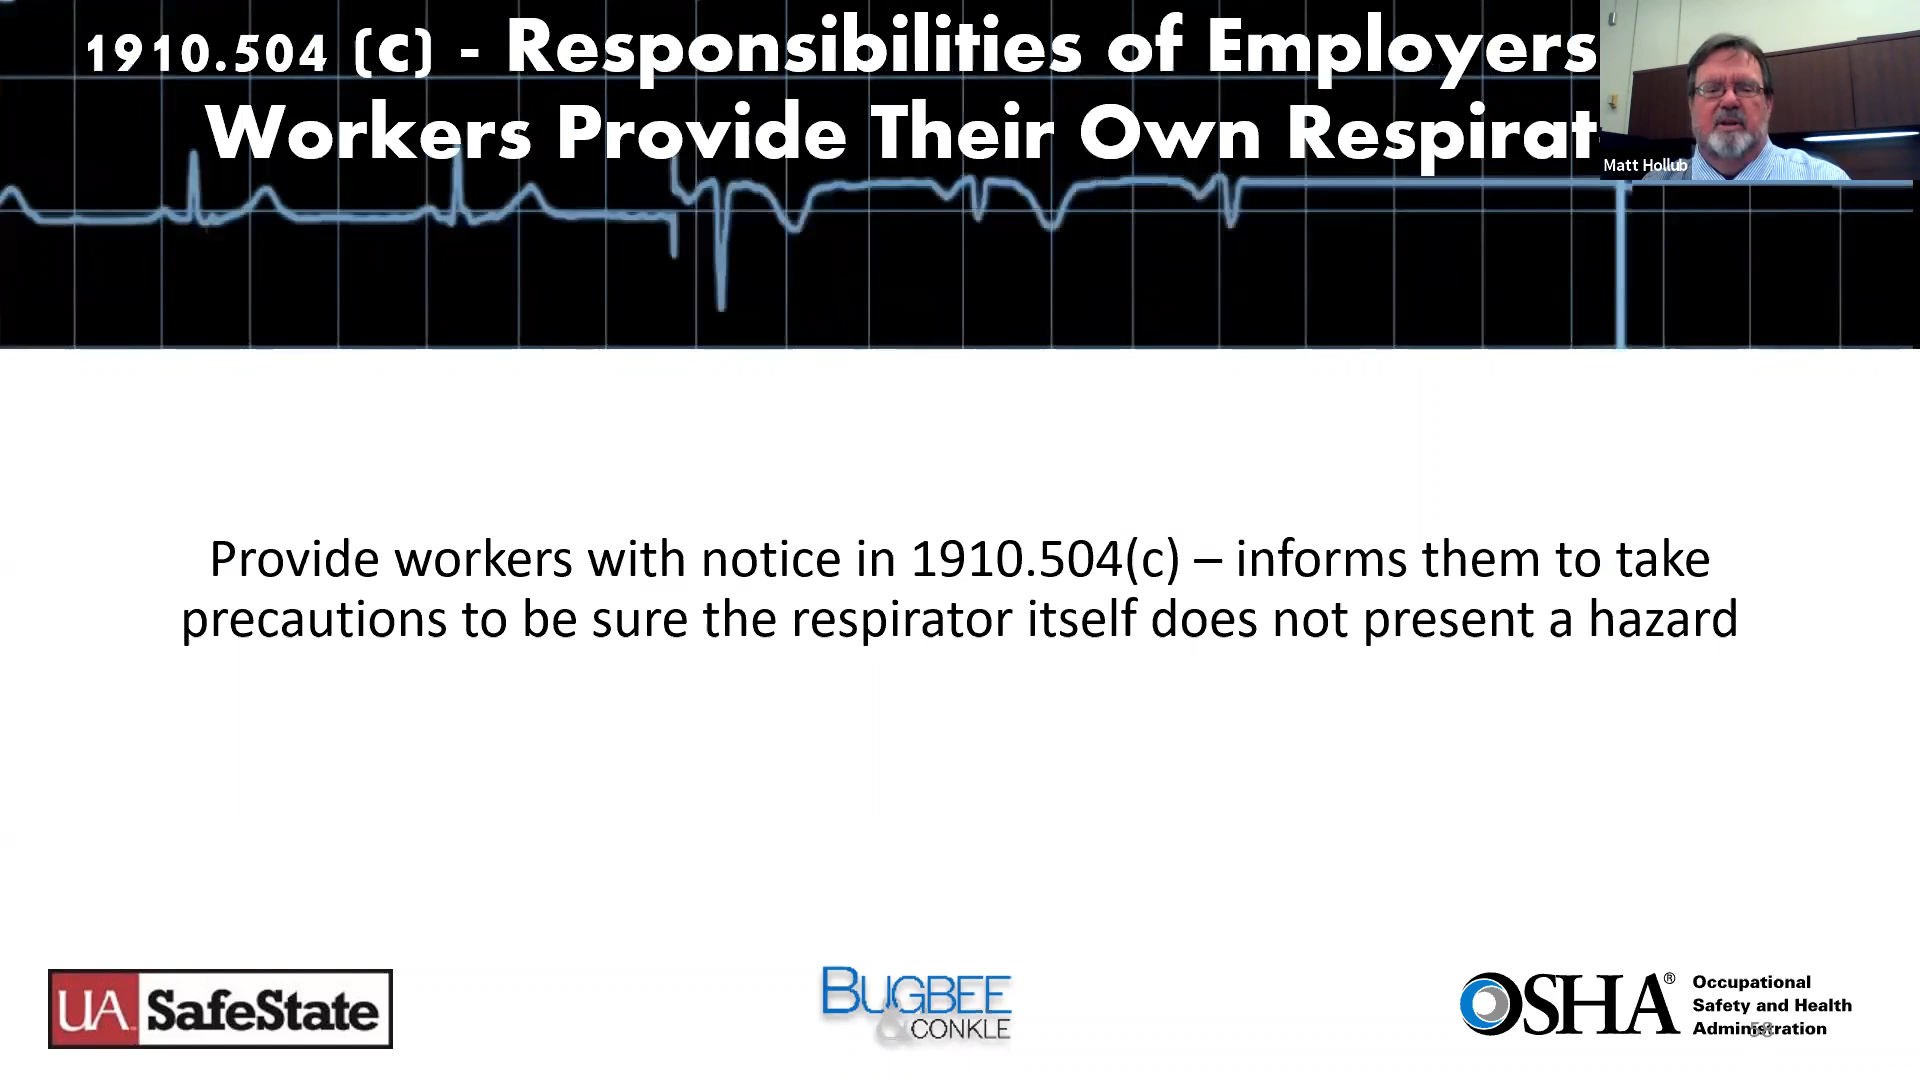 1910.504 (c) - Responsibilities of Employers
Workers Provide Their Own Respirat
Matt Hollub
Provide workers with notice in 1910.504(c) – informs them to take
precautions to be sure the respirator itself does not present a hazard
UA SafeState
BUGBEE
& CONKLE
OSHA®
Occupational
Safety and Health
Administration
58